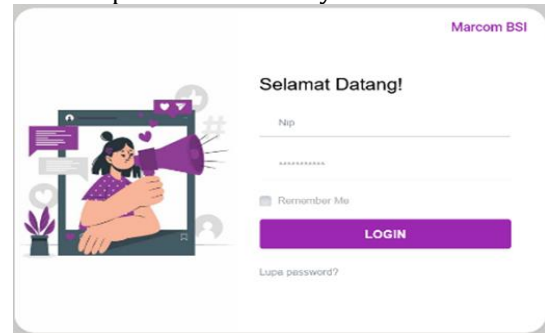 Marcom BSI
Selamat Datang!
Nip
***********
Remember Me
LOGIN
Lupa password?